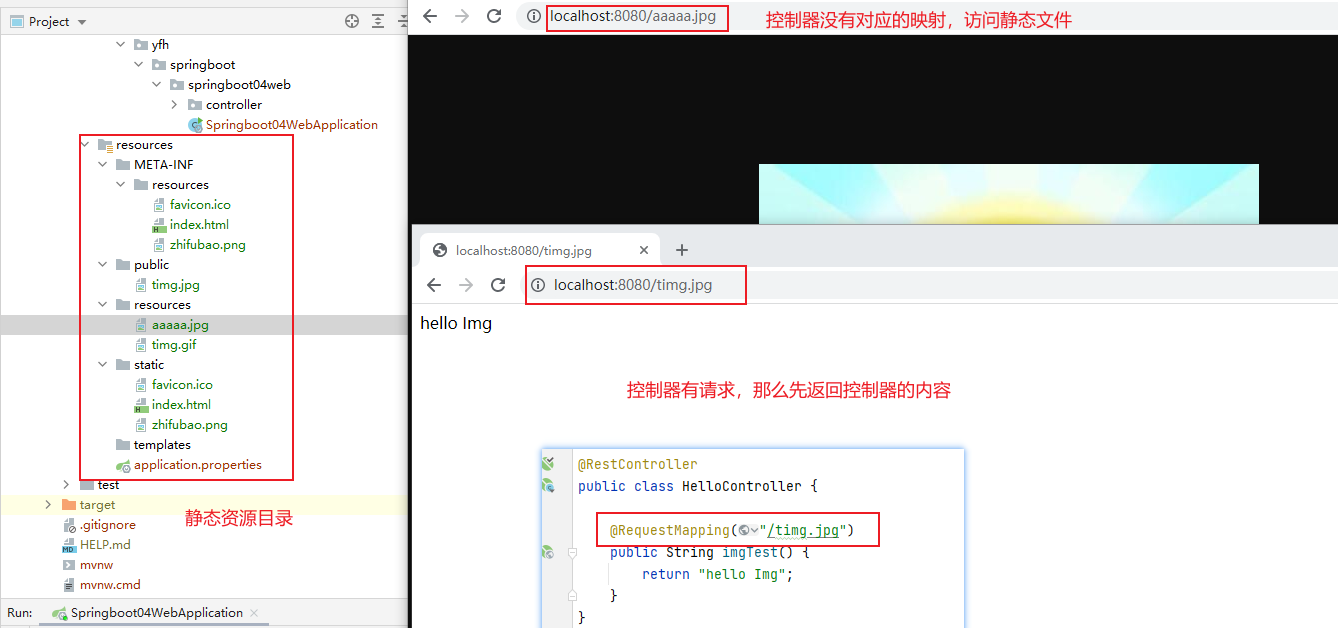 Project
yfh
springboot
springboot04web
controller
Springboot04WebApplication
resources
META-INF
resources
favicon.ico
index.html
zhifubao.png
public
timg.jpg
resources
aaaaa.jpg
timg.gif
static
favicon.ico
index.html
zhifubao.png
templates
application.properties
test
target
静态资源目录
.gitignore
HELP.md
mvnw
mvnw.cmd
Run: Springboot04WebApplication
localhost:8080/aaaaa.jpg
控制器没有对应的映射，访问静态文件
localhost:8080/timg.jpg
localhost:8080/timg.jpg
hello Img
控制器有请求，那么先返回控制器的内容
@RestController
public class HelloController {
@RequestMapping("/timg.jpg")
public String imgTest() {
return "hello Img";
}
}